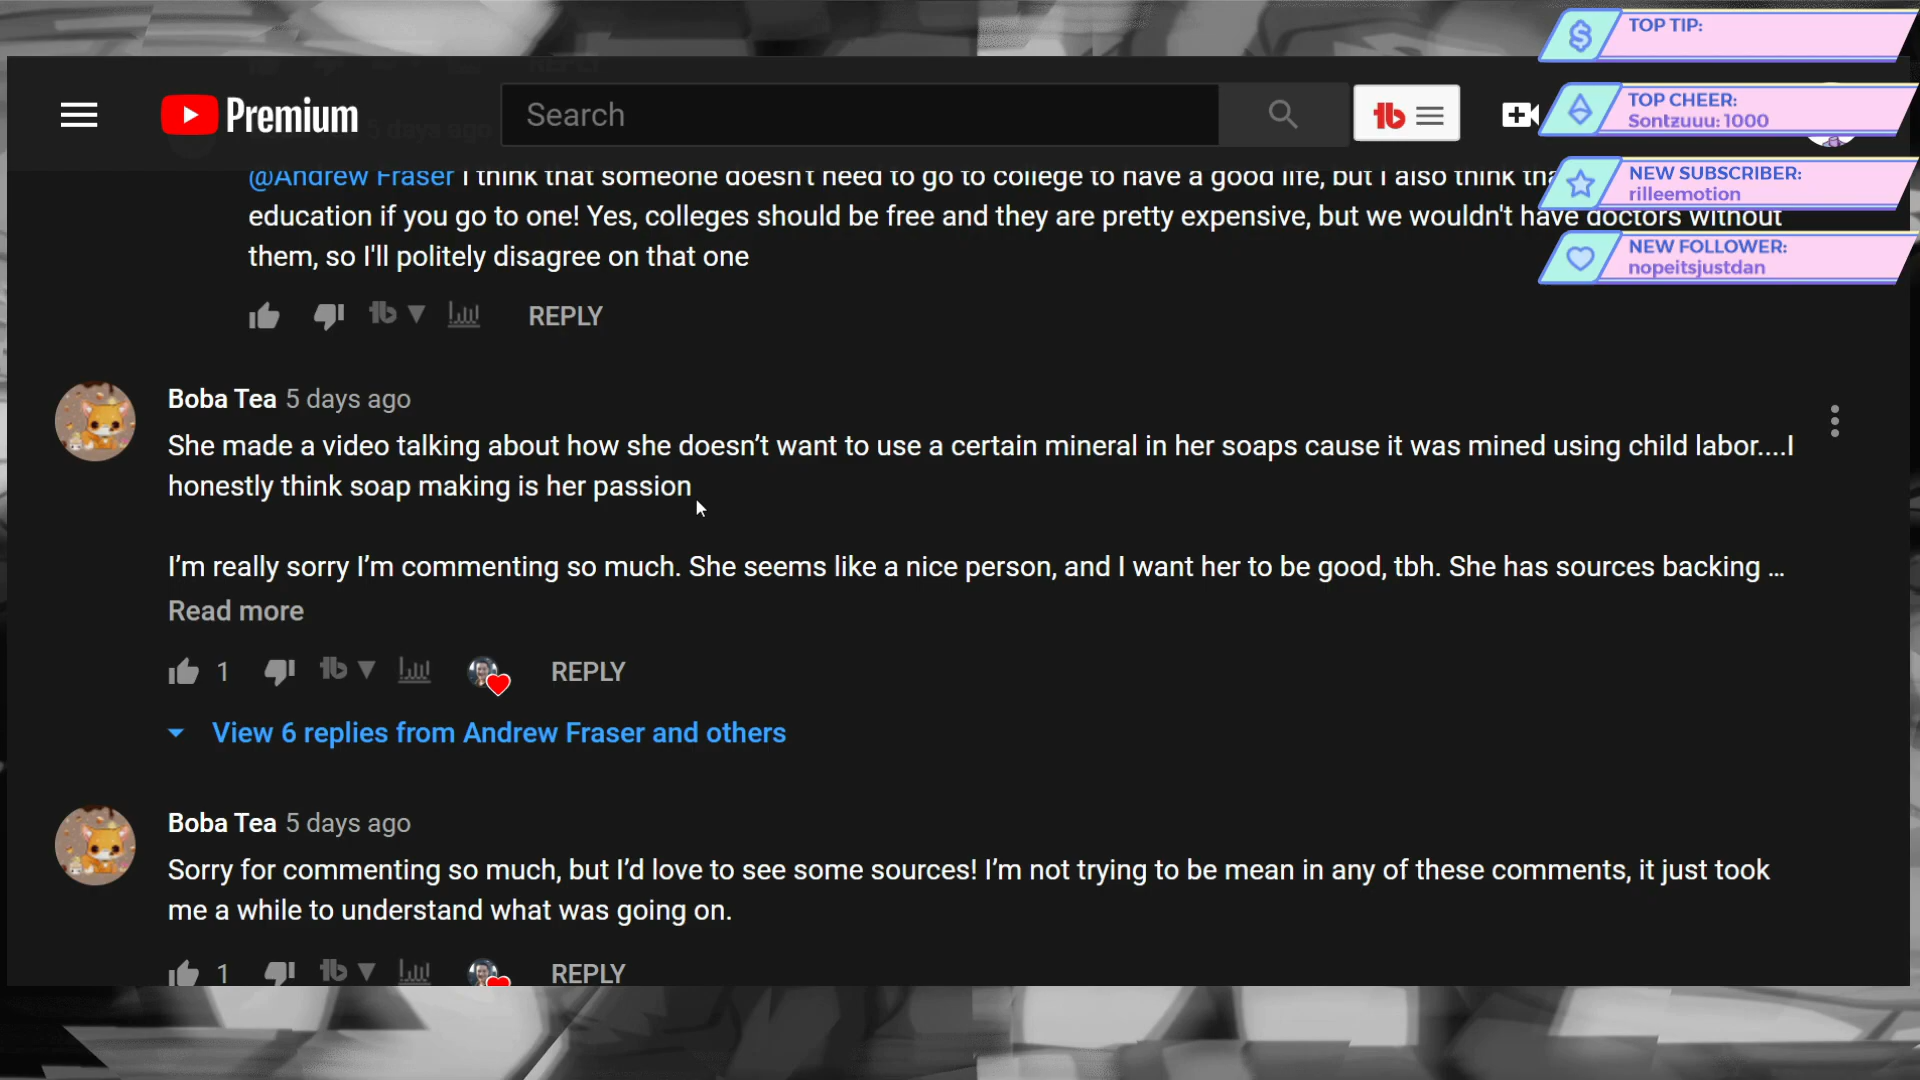 TOP TIP:
Premium
Search
TOP CHEER:
Sontzuuu: 1000
5 days ago
@Andrew Fraser I think that someone doesn't need to go to college to have a good life, but I also think
NEW SUBSCRIBER:
rilleemotion
education if you go to one! Yes, colleges should be free and they are pretty expensive, but we wouldn't have doctors without
them, so I'll politely disagree on that one
NEW FOLLOWER:
nopeitsjustdan
REPLY
Boba Tea 5 days ago
She made a video talking about how she doesn’t want to use a certain mineral in her soaps cause it was mined using child labor....I
honestly think soap making is her passion
I’m really sorry I’m commenting so much. She seems like a nice person, and I want her to be good, tbh. She has sources backing ...
Read more
1 REPLY
View 6 replies from Andrew Fraser and others
Boba Tea 5 days ago
Sorry for commenting so much, but I’d love to see some sources! I’m not trying to be mean in any of these comments, it just took
me a while to understand what was going on.
1 REPLY